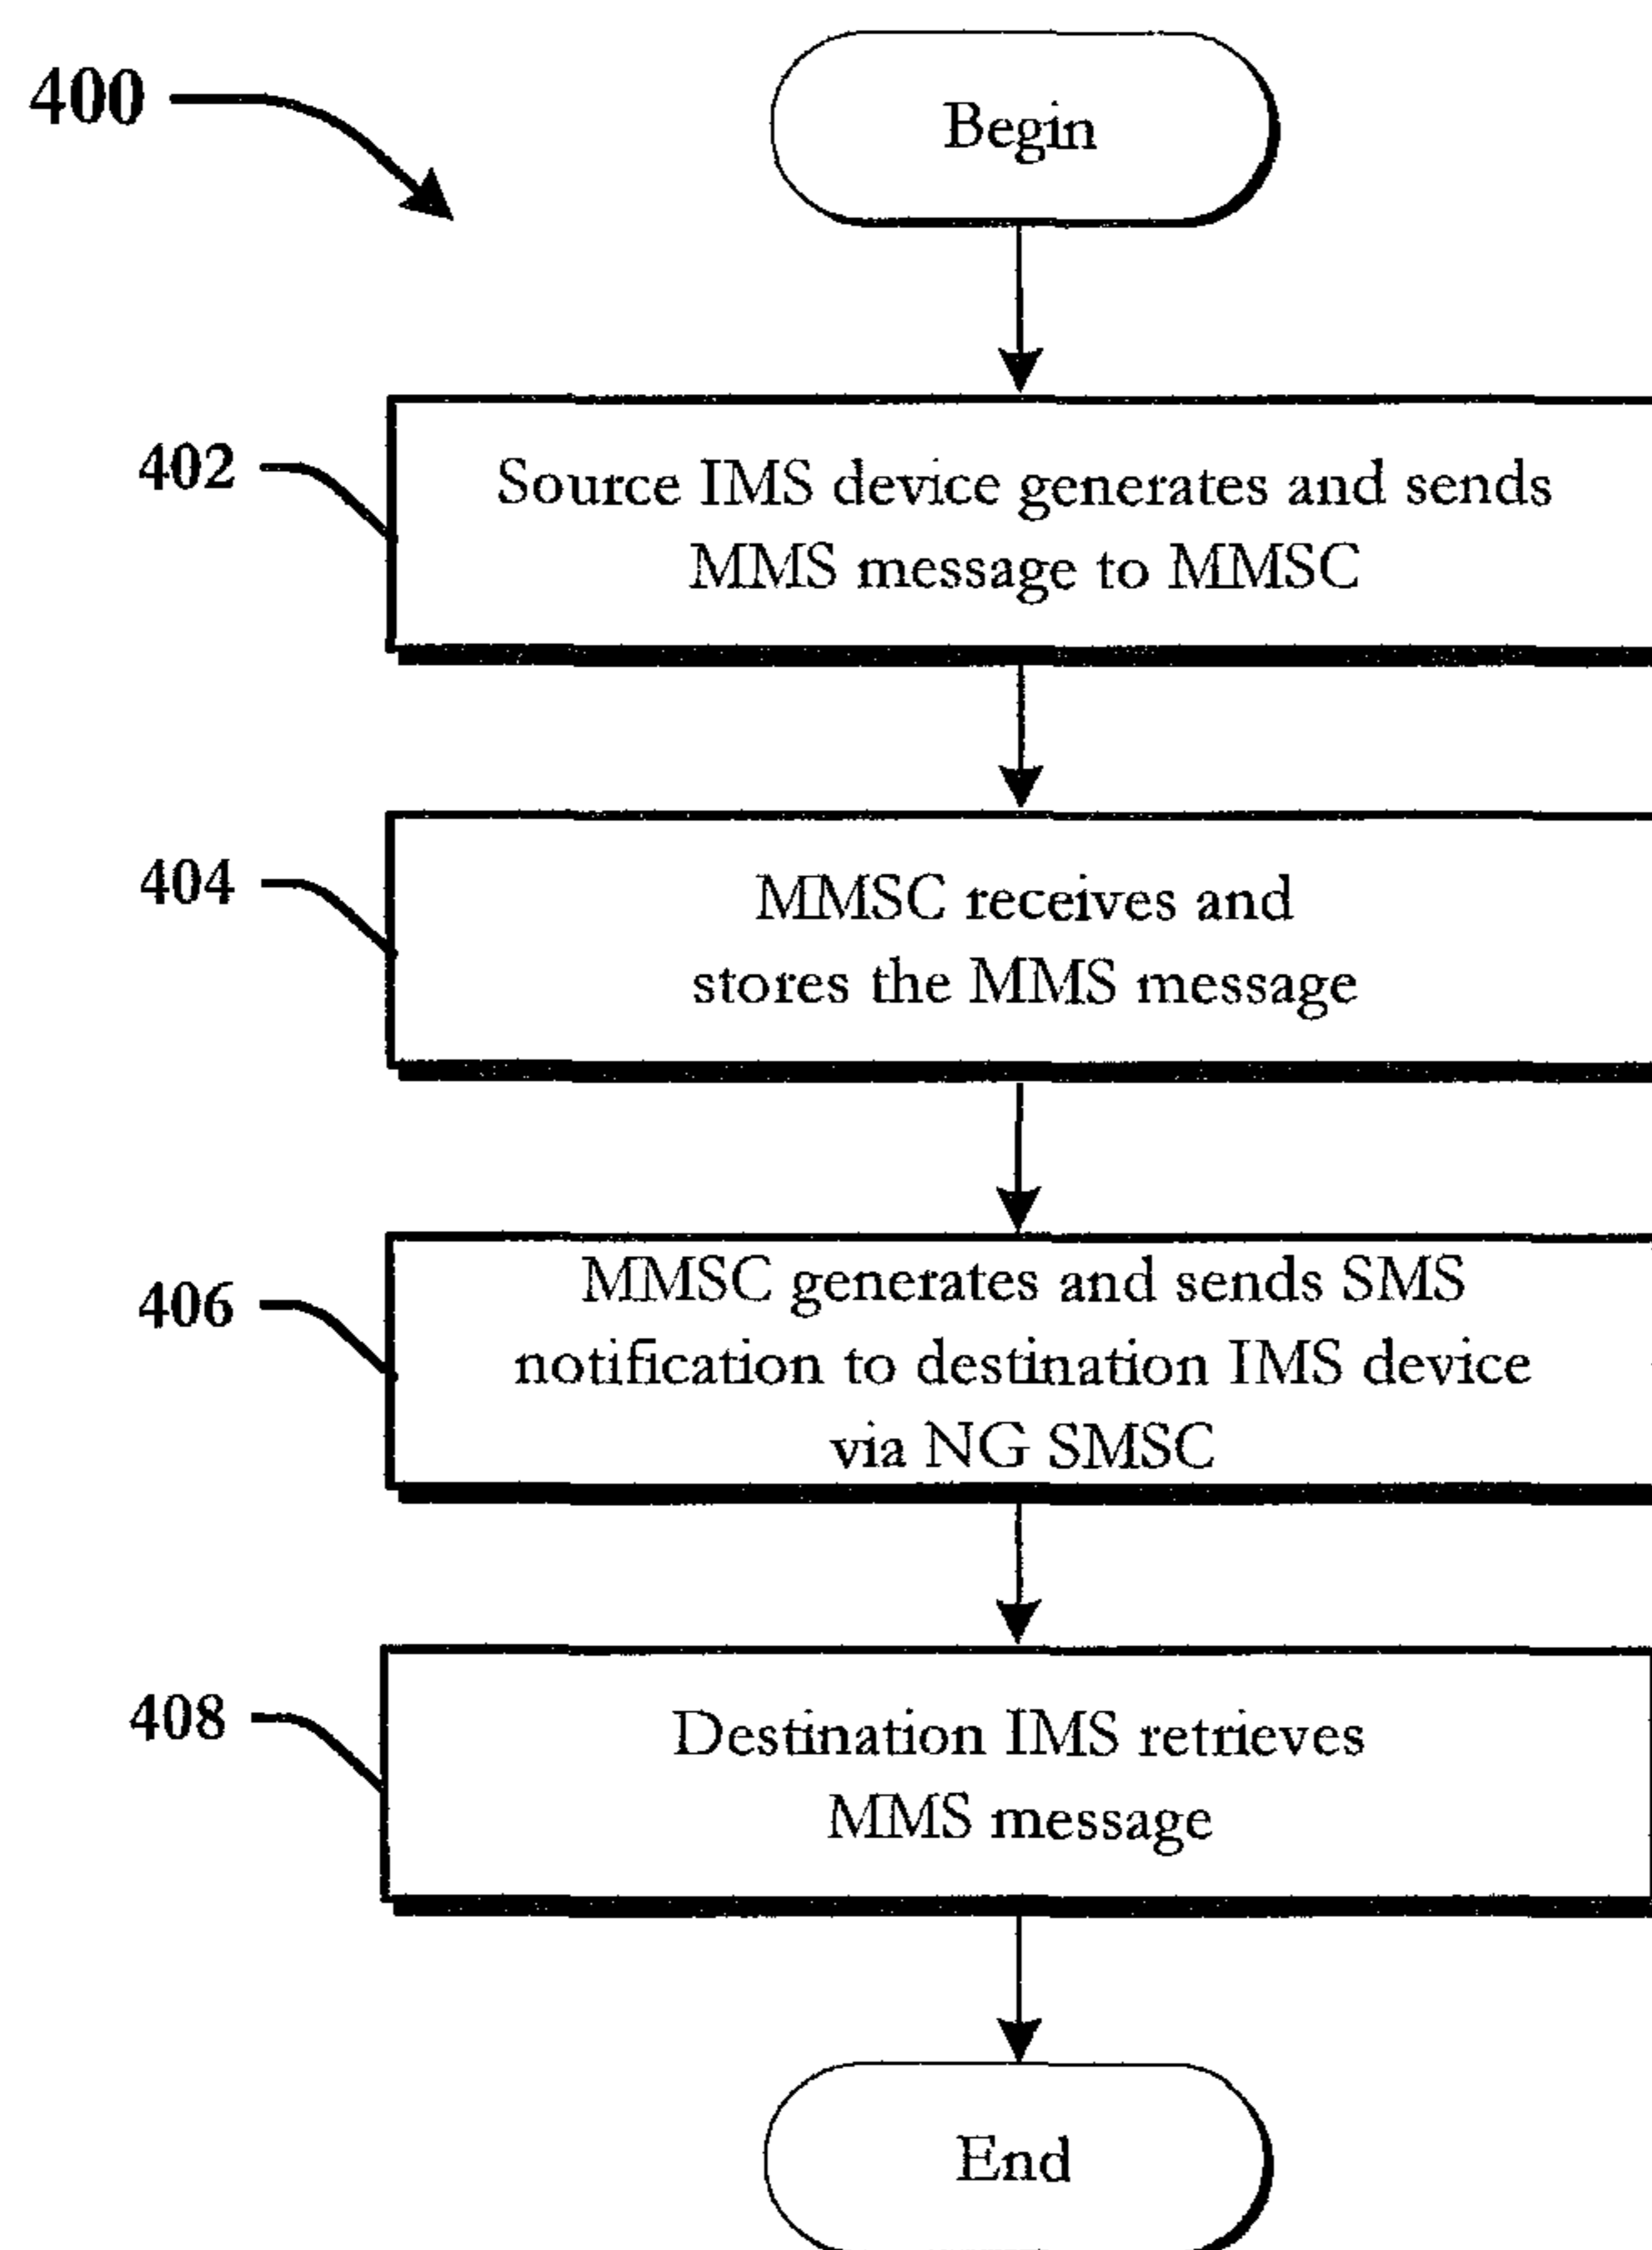 400
Begin
402
Source IMS device generates and sends
MMS message to MMSC
404
MMSC receives and
stores the MMS message
406
MMSC generates and sends SMS
notification to destination IMS device
via NG SMSC
408
Destination IMS retrieves
MMS message
End